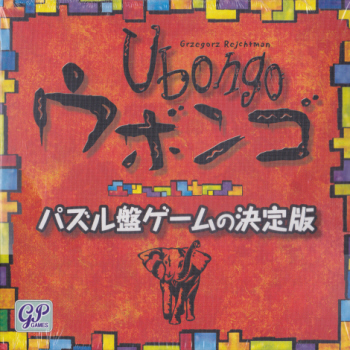 Grzegorz Rejchtman
Ubongo
ウボンゴ
パズル盤ゲームの決定版
GP
GAMES